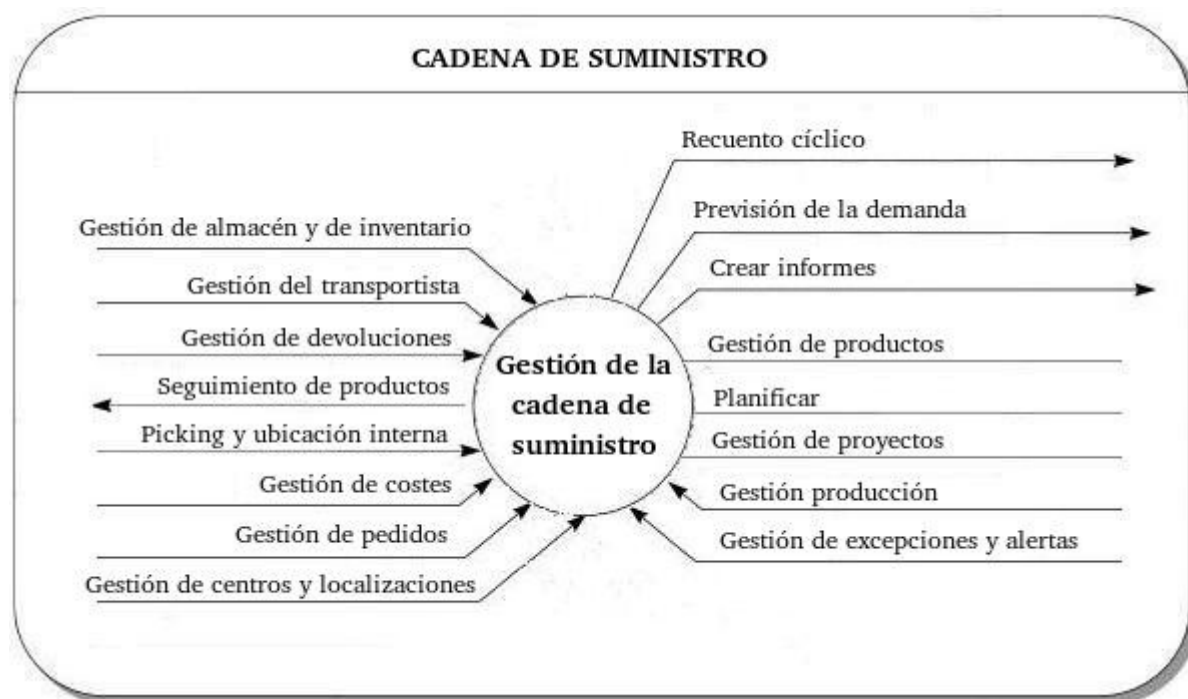 CADENA DE SUMINISTRO
Recuento cíclico
Previsión de la demanda
Crear informes
Gestión de productos
Planificar
Gestión de proyectos
Gestión producción
Gestión de excepciones y alertas
Gestión de almacén y de inventario
Gestión del transportista
Gestión de devoluciones
Seguimiento de productos
Picking y ubicación interna
Gestión de costes
Gestión de pedidos
Gestión de centros y localizaciones
Gestión de la
cadena de
suministro